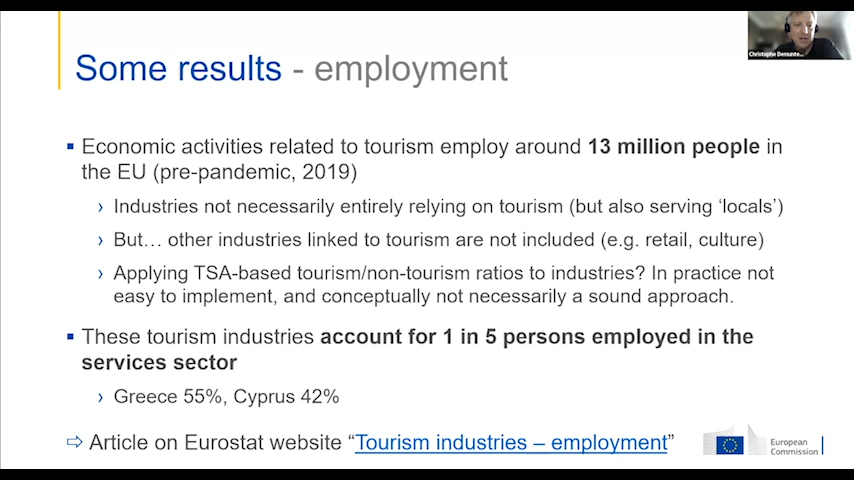 Christophe Demunte...
Some results - employment
Economic activities related to tourism employ around 13 million people in
the EU (pre-pandemic, 2019)
Industries not necessarily entirely relying on tourism (but also serving ‘locals’)
But… other industries linked to tourism are not included (e.g. retail, culture)
Applying TSA-based tourism/non-tourism ratios to industries? In practice not
easy to implement, and conceptually not necessarily a sound approach.
These tourism industries account for 1 in 5 persons employed in the
services sector
Greece 55%, Cyprus 42%
⇨ Article on Eurostat website “Tourism industries – employment”
European
Commission